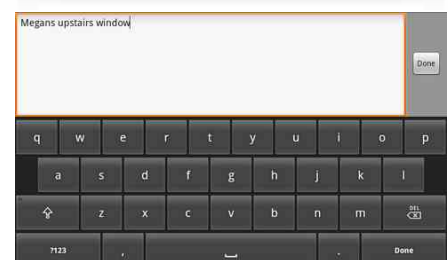 Megans upstairs window
Done
q w e r t y u i o p
a s d f g h j k l
z x c v b n m DEL
?123 , . Done